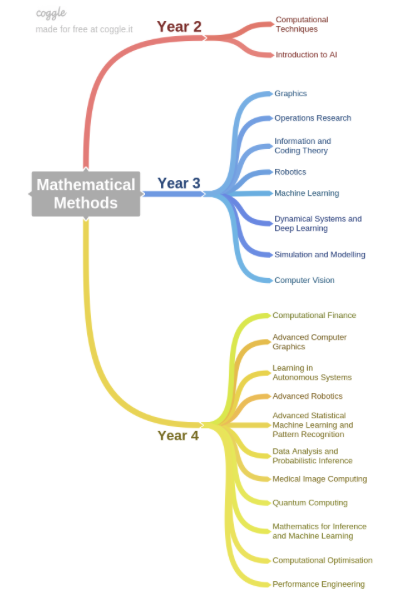 coggle
made for free at coggle.it
Year 2
Computational
Techniques
Introduction to AI
Mathematical
Methods
Year 3
Graphics
Operations Research
Information and
Coding Theory
Robotics
Machine Learning
Dynamical Systems and
Deep Learning
Simulation and Modelling
Computer Vision
Year 4
Computational Finance
Advanced Computer
Graphics
Learning in
Autonomous Systems
Advanced Robotics
Advanced Statistical
Machine Learning and
Pattern Recognition
Data Analysis and
Probabilistic Inference
Medical Image Computing
Quantum Computing
Mathematics for Inference
and Machine Learning
Computational Optimisation
Performance Engineering